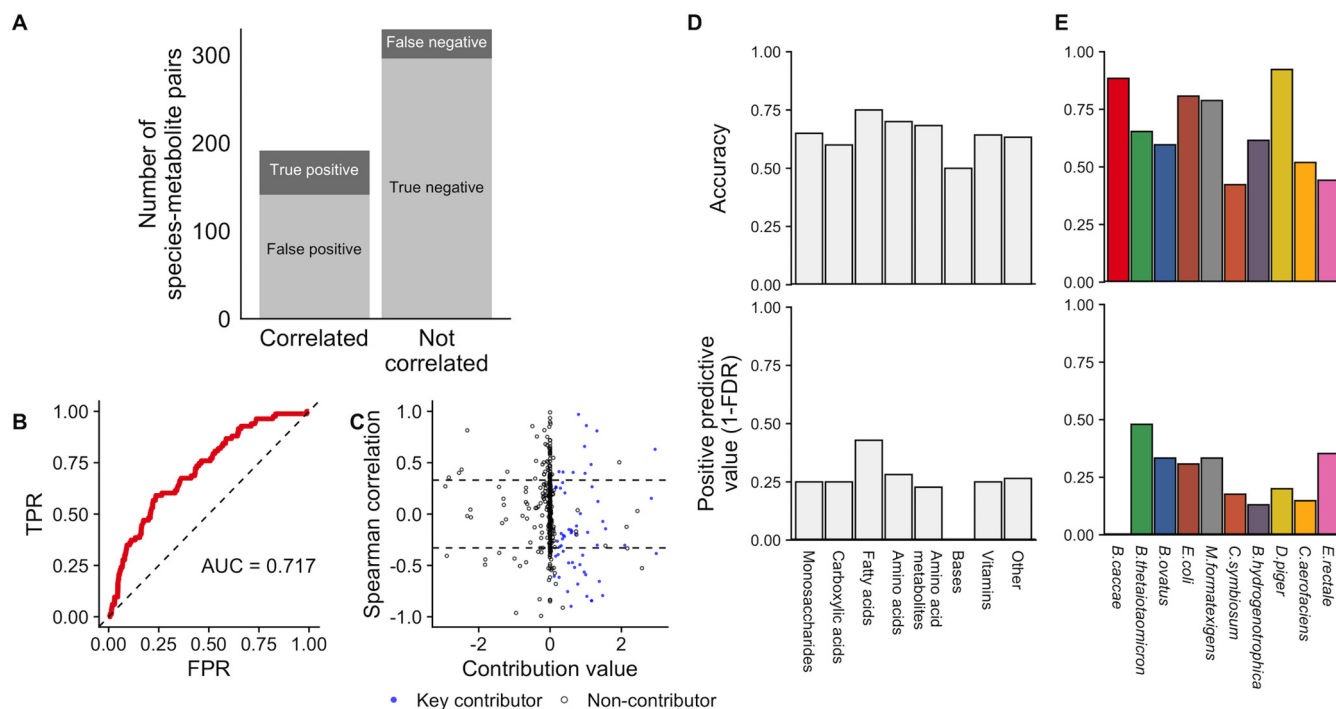 A
Number of
species-metabolite pairs
300
200
100
0
False negative
True positive
True negative
False positive
Correlated
Not
correlated
B
TPR
1.00
0.75
0.50
0.25
0.00
AUC = 0.717
0.00
0.25
0.50
0.75
1.00
FPR
C
Spearman correlation
1.0
0.5
0.0
-0.5
-1.0
-2
0
2
Contribution value
Key contributor
Non-contributor
D
Accuracy
1.00
0.75
0.50
0.25
0.00
Positive predictive
value (1-FDR)
1.00
0.75
0.50
0.25
0.00
Monosaccharides
Carboxylic acids
Fatty acids
Amino acids
Amino acid
metabolites
Bases
Vitamins
Other
E
1.00
0.75
0.50
0.25
0.00
1.00
0.75
0.50
0.25
0.00
B.caccae
B.thetaiotaomicron
B.ovatus
E.coli
M.formatexigens
C.symbiosum
B.hydrogenotrophica
D.piger
C.aerofaciens
E.rectale